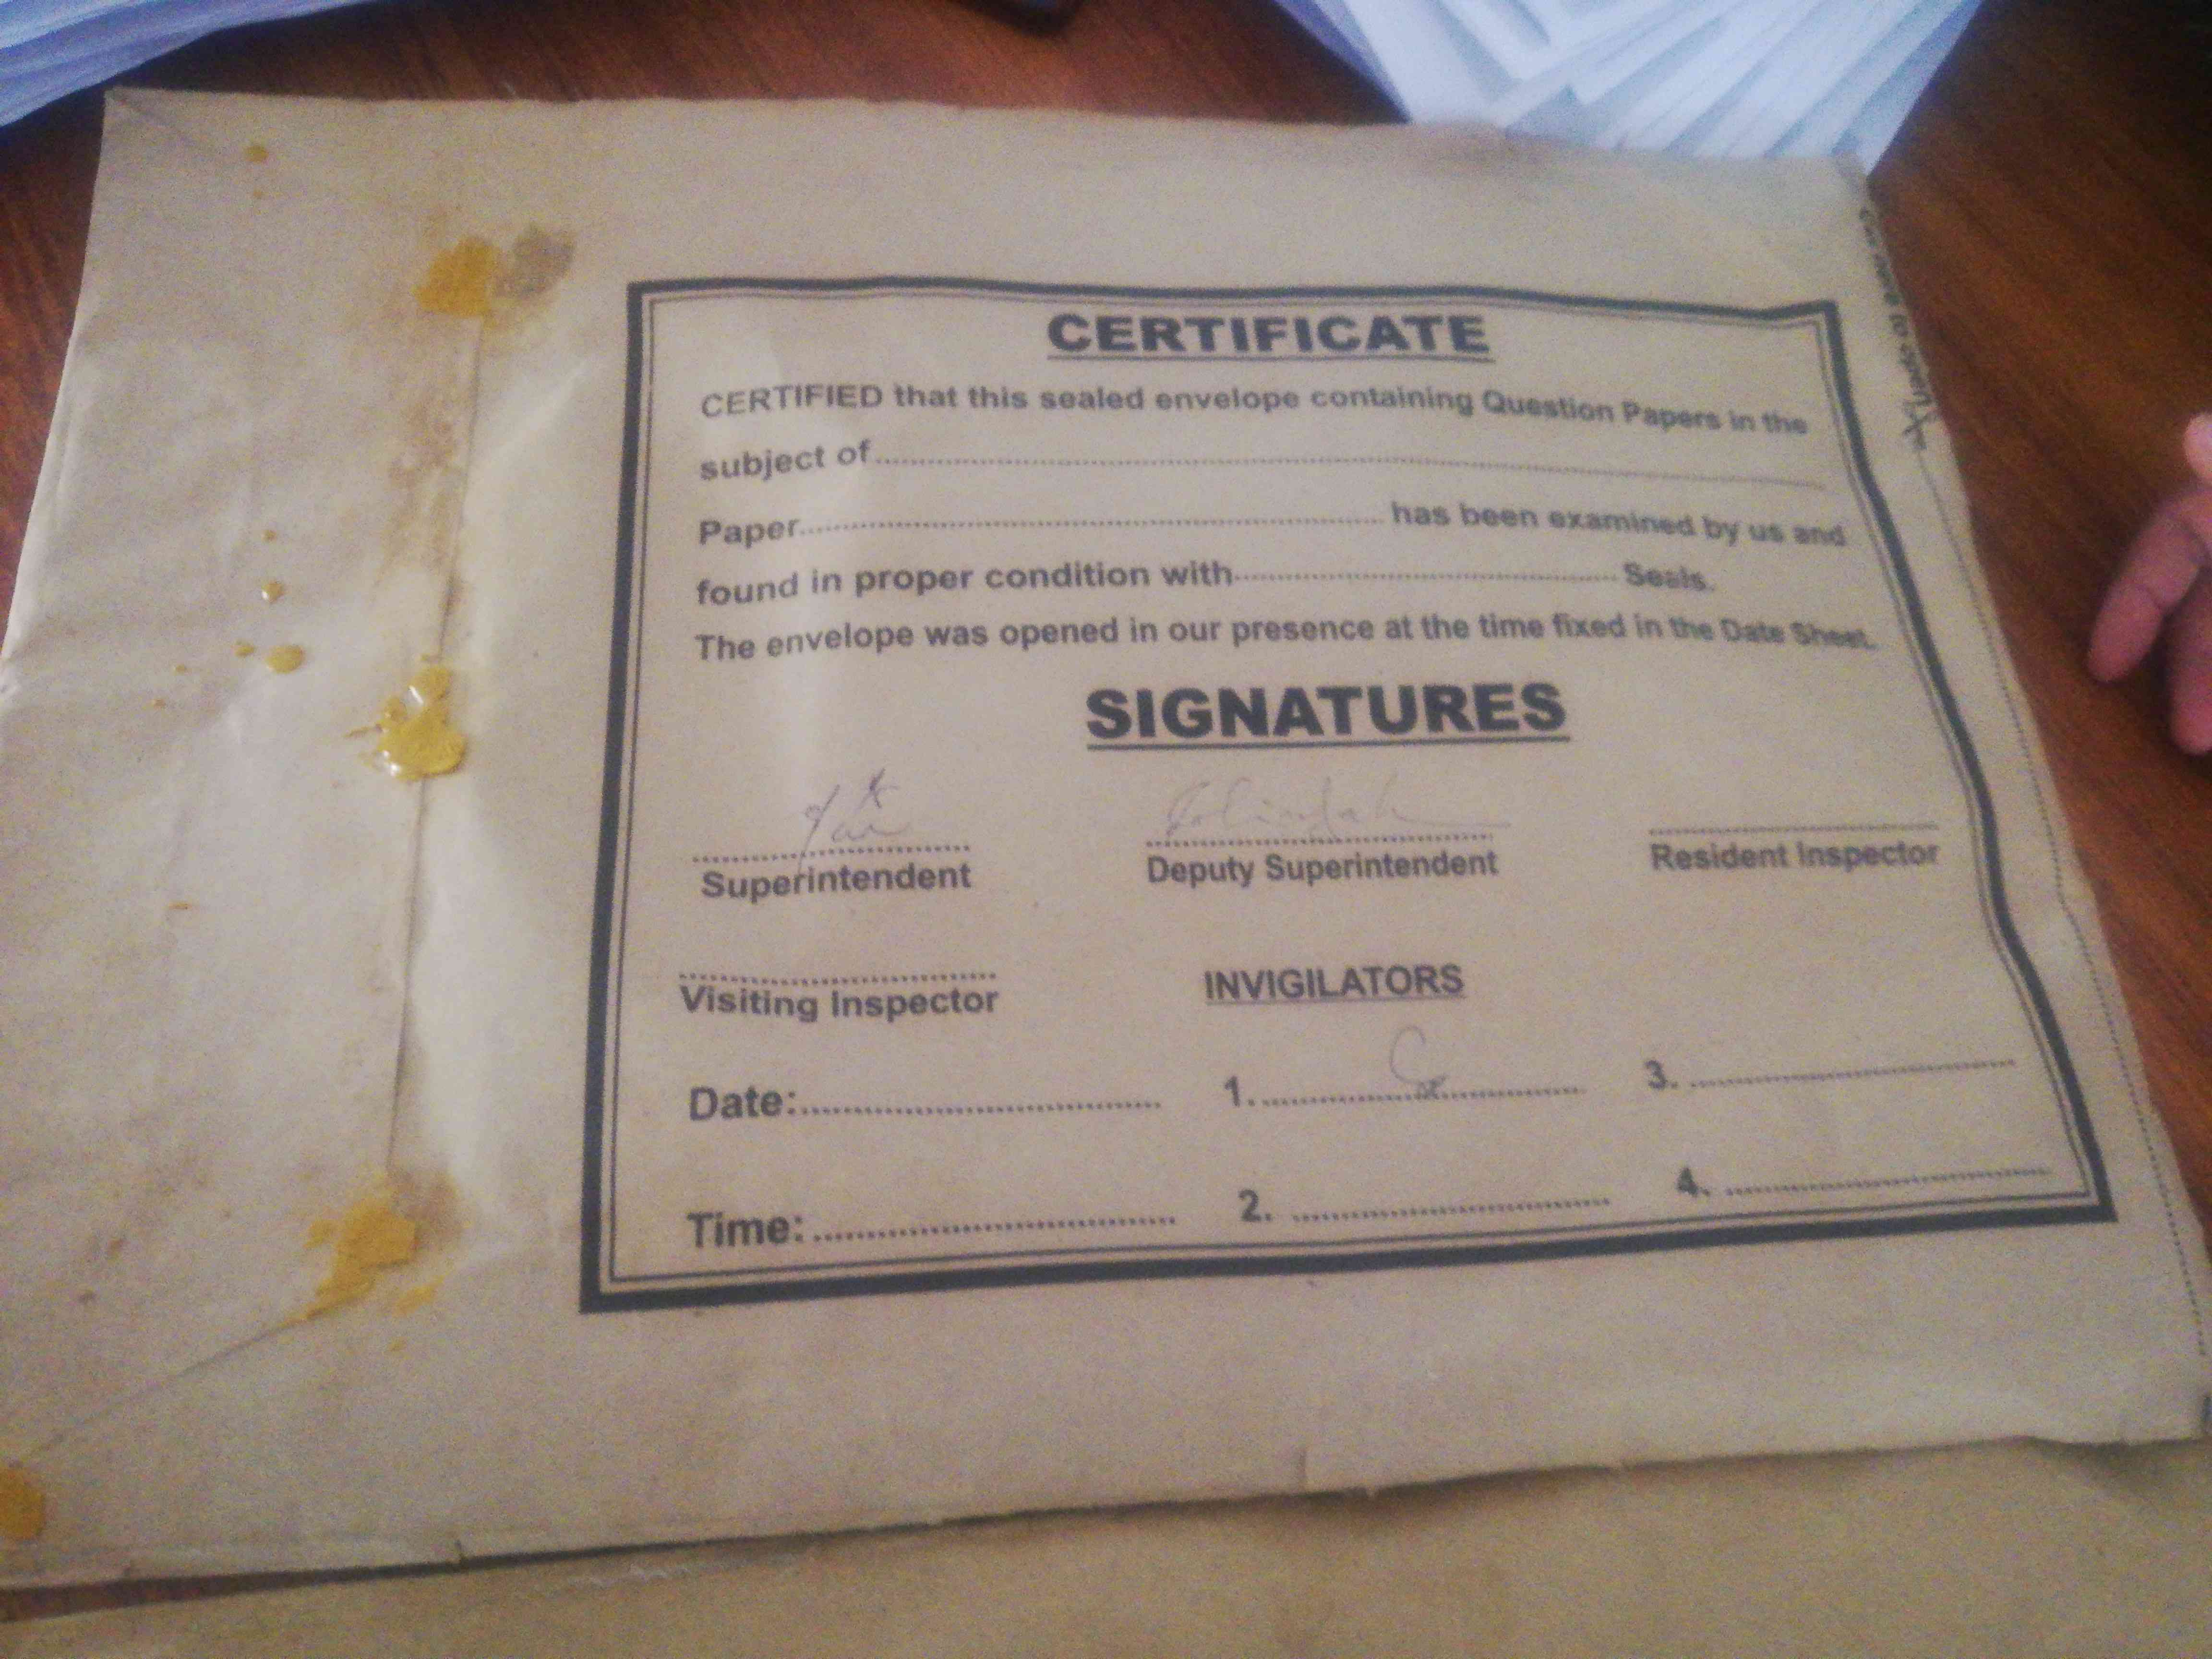 CERTIFICATE
CERTIFIED that this sealed envelope containing Question Papers in the
subject of
Paper has been examined by us and
found in proper condition with Seals.
The envelope was opened in our presence at the time fixed in the Date Sheet.
SIGNATURES
Superintendent Deputy Superintendent Resident Inspector
Visiting Inspector INVIGILATORS
Date: 1. 3.
Time: 2. 4.
to open